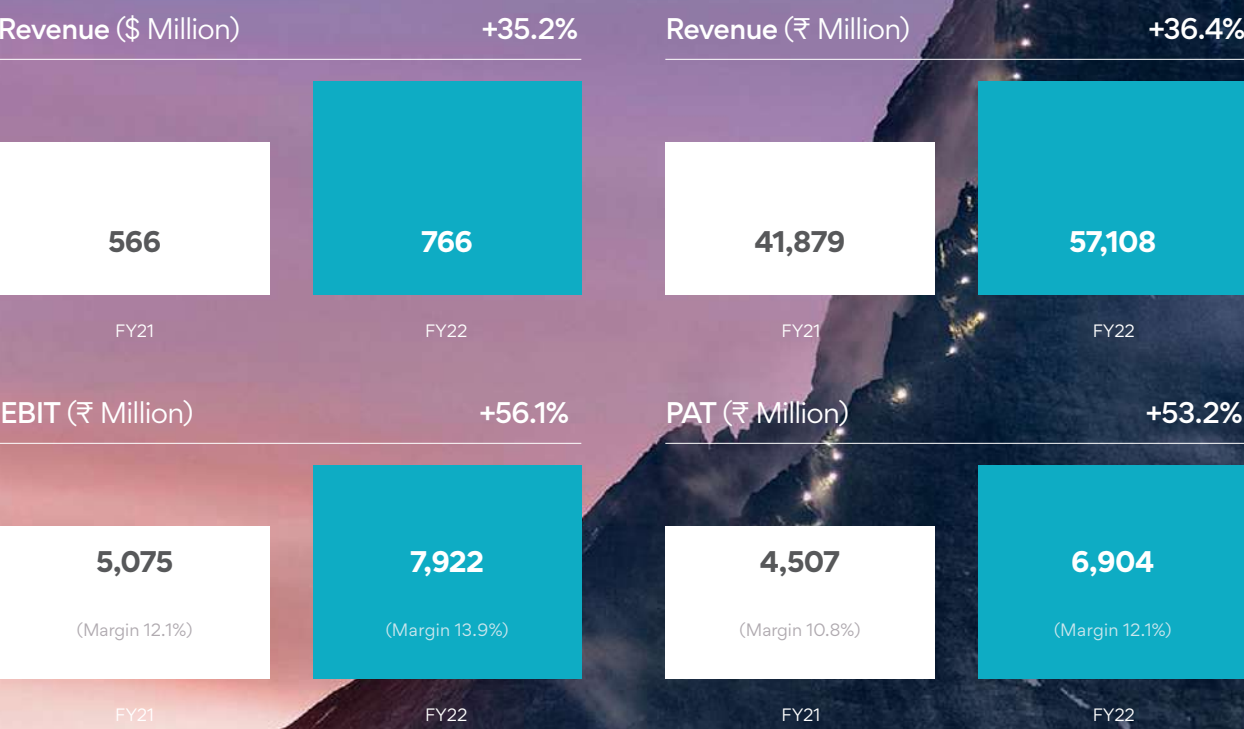 Revenue ($ Million) +35.2%
566
766
FY21
FY22
Revenue (₹ Million) +36.4%
41,879
57,108
FY21
FY22
EBIT (₹ Million) +56.1%
5,075
(Margin 12.1%)
7,922
(Margin 13.9%)
FY21
FY22
PAT (₹ Million) +53.2%
4,507
(Margin 10.8%)
6,904
(Margin 12.1%)
FY21
FY22